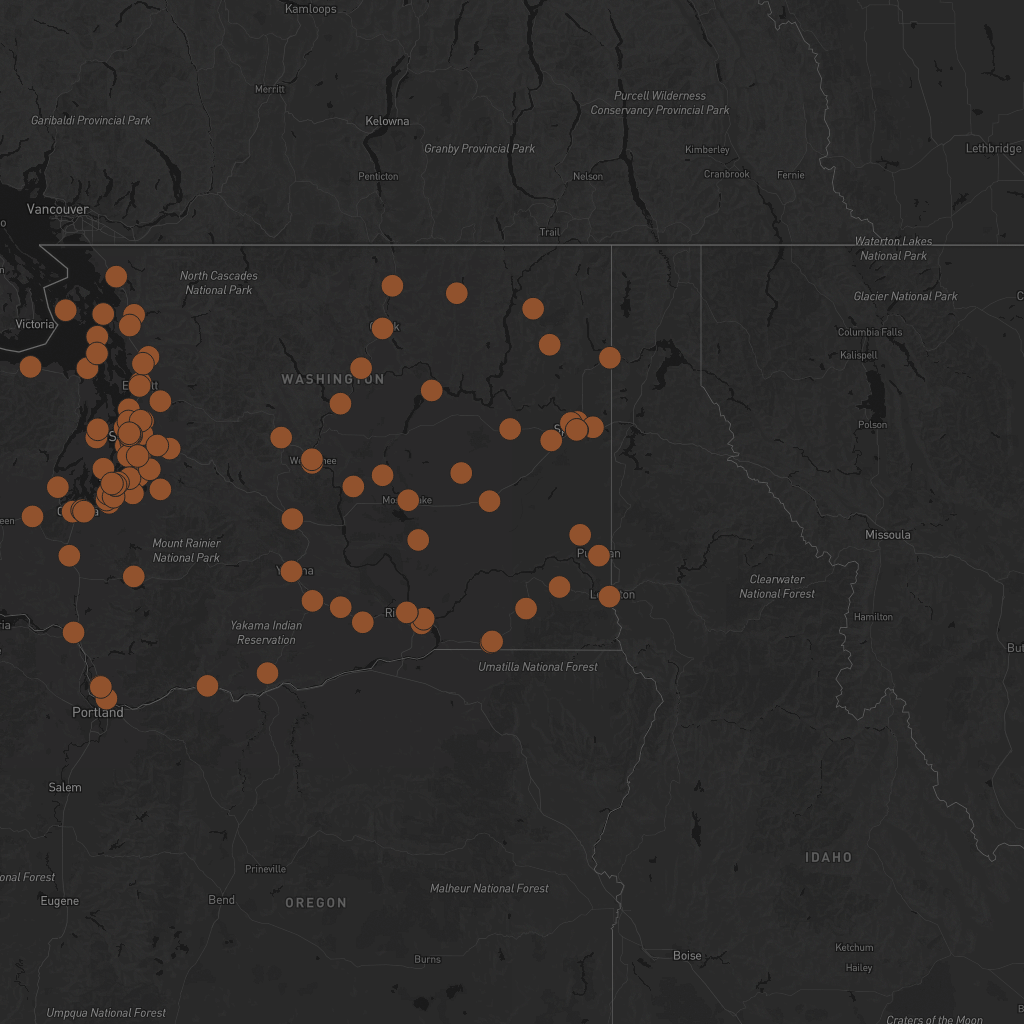 Kamloops
Merritt
Purcell Wilderness
Conservancy Provincial Park
Garibaldi Provincial Park
Kelowna
Granby Provincial Park
Kimberley
Lethbridge
Penticton
Nelson
Cranbrook
Fernie
Vancouver
Trail
Waterton Lakes
National Park
North Cascades
National Park
Glacier National Park
Victoria
Columbia Falls
Kalispell
WASHINGTON
Polson
Missoula
Mount Rainier
National Park
Clearwater
National Forest
Hamilton
Yakama Indian
Reservation
Umatilla National Forest
Portland
Salem
IDAHO
Prineville
onal Forest
Malheur National Forest
Eugene
Bend
OREGON
Ketchum
Boise
Burns
Hailey
Umpqua National Forest
Craters of the Moon